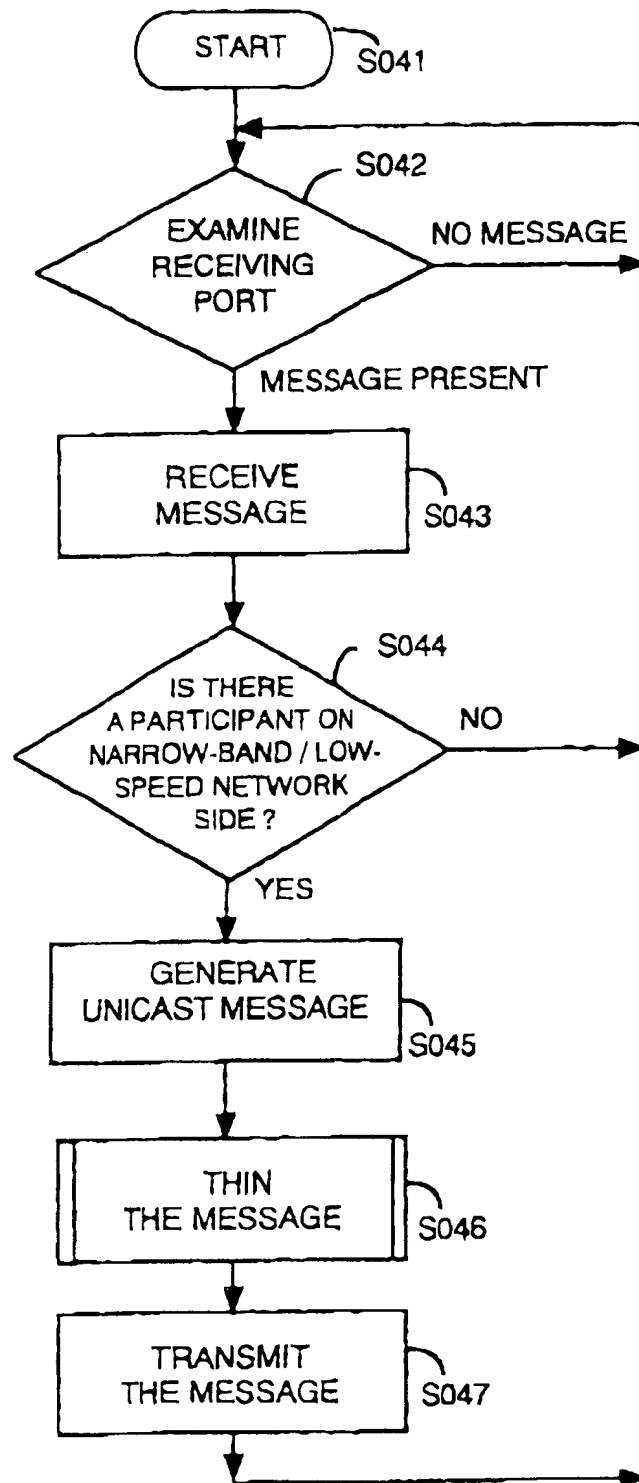 START
S041
S042
EXAMINE
RECEIVING
PORT
NO MESSAGE
MESSAGE PRESENT
RECEIVE
MESSAGE
S043
S044
IS THERE
A PARTICIPANT ON
NARROW-BAND / LOW-
SPEED NETWORK
SIDE ?
NO
YES
GENERATE
UNICAST MESSAGE
S045
THIN
THE MESSAGE
S046
TRANSMIT
THE MESSAGE
S047